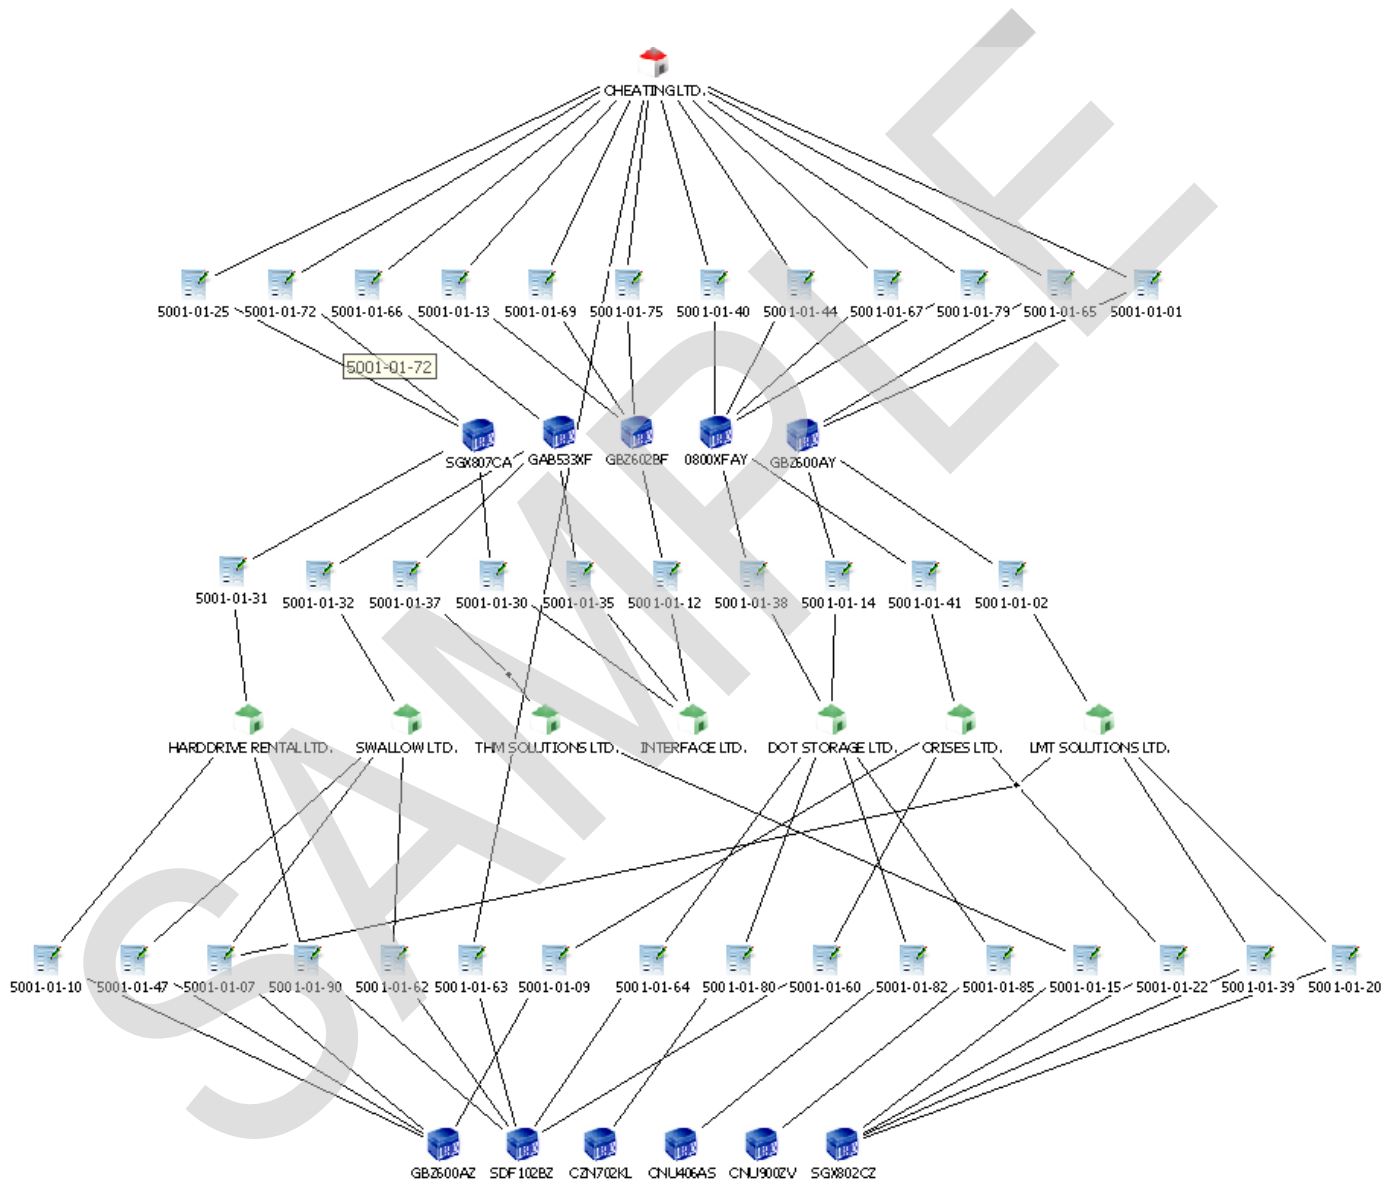 CHEATING LTD.
5001-01-25 5001-01-72 5001-01-66 5001-01-13 5001-01-69 5001-01-75 5001-01-40 5001-01-44 5001-01-67 5001-01-79 5001-01-65 5001-01-01
5001-01-72
SGX807CA GAB533XF GBZ602BF 0800XFAY GBZ600AY
5001-01-31 5001-01-32 5001-01-37 5001-01-30 5001-01-35 5001-01-12 5001-01-38 5001-01-14 5001-01-41 5001-01-02
HARDDRIVE RENTAL LTD. SWALLOW LTD. THM SOLUTIONS LTD. INTERFACE LTD. DOT STORAGE LTD. CRISES LTD. LMT SOLUTIONS LTD.
5001-01-10 5001-01-47 5001-01-07 5001-01-90 5001-01-62 5001-01-63 5001-01-09 5001-01-64 5001-01-80 5001-01-60 5001-01-82 5001-01-85 5001-01-15 5001-01-22 5001-01-39 5001-01-20
GBZ600AZ SDF102BZ CZN702KL CNU406AS CNU900ZV SGX802CZ
SAMPLE